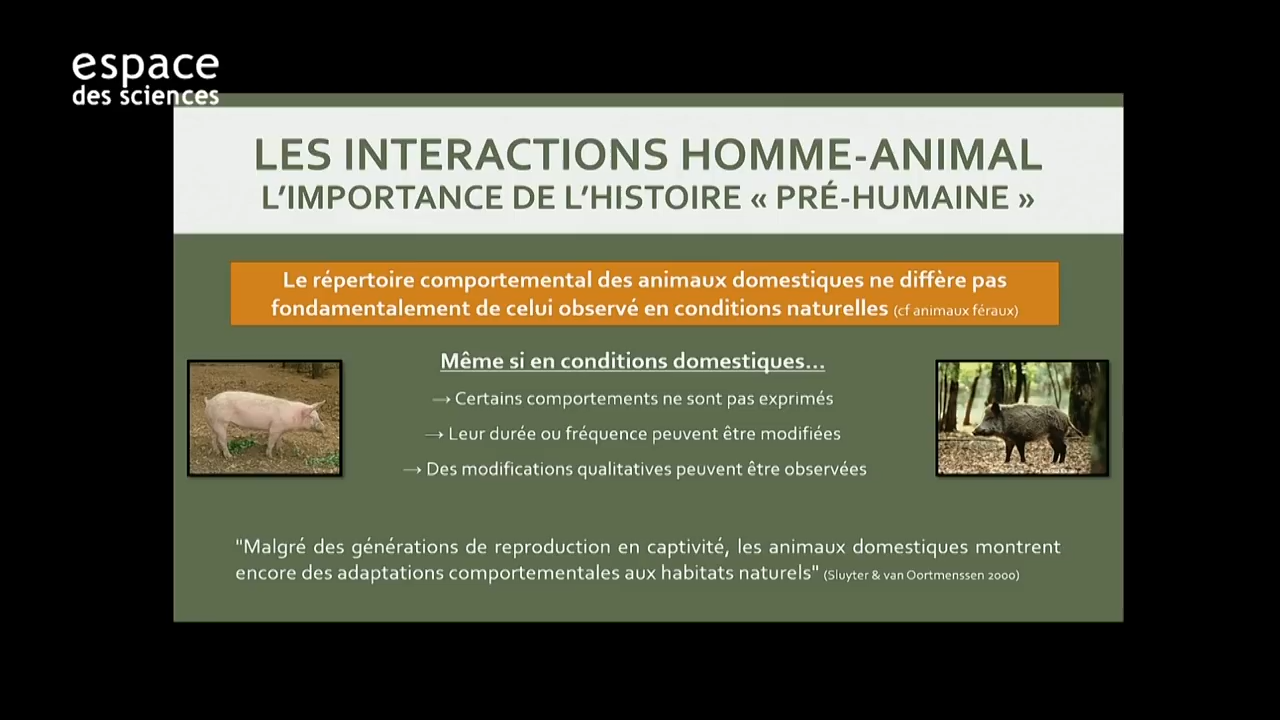 espace
des sciences
LES INTERACTIONS HOMME-ANIMAL
L'IMPORTANCE DE L'HISTOIRE « PRÉ-HUMAINE »
Le répertoire comportemental des animaux domestiques ne diffère pas
fondamentalement de celui observé en conditions naturelles (cf animaux féraux)
Même si en conditions domestiques...
→ Certains comportements ne sont pas exprimés
→ Leur durée ou fréquence peuvent être modifiées
→ Des modifications qualitatives peuvent être observées
"Malgré des générations de reproduction en captivité, les animaux domestiques montrent
encore des adaptations comportementales aux habitats naturels" (Sluyter & van Oortmenssen 2000)